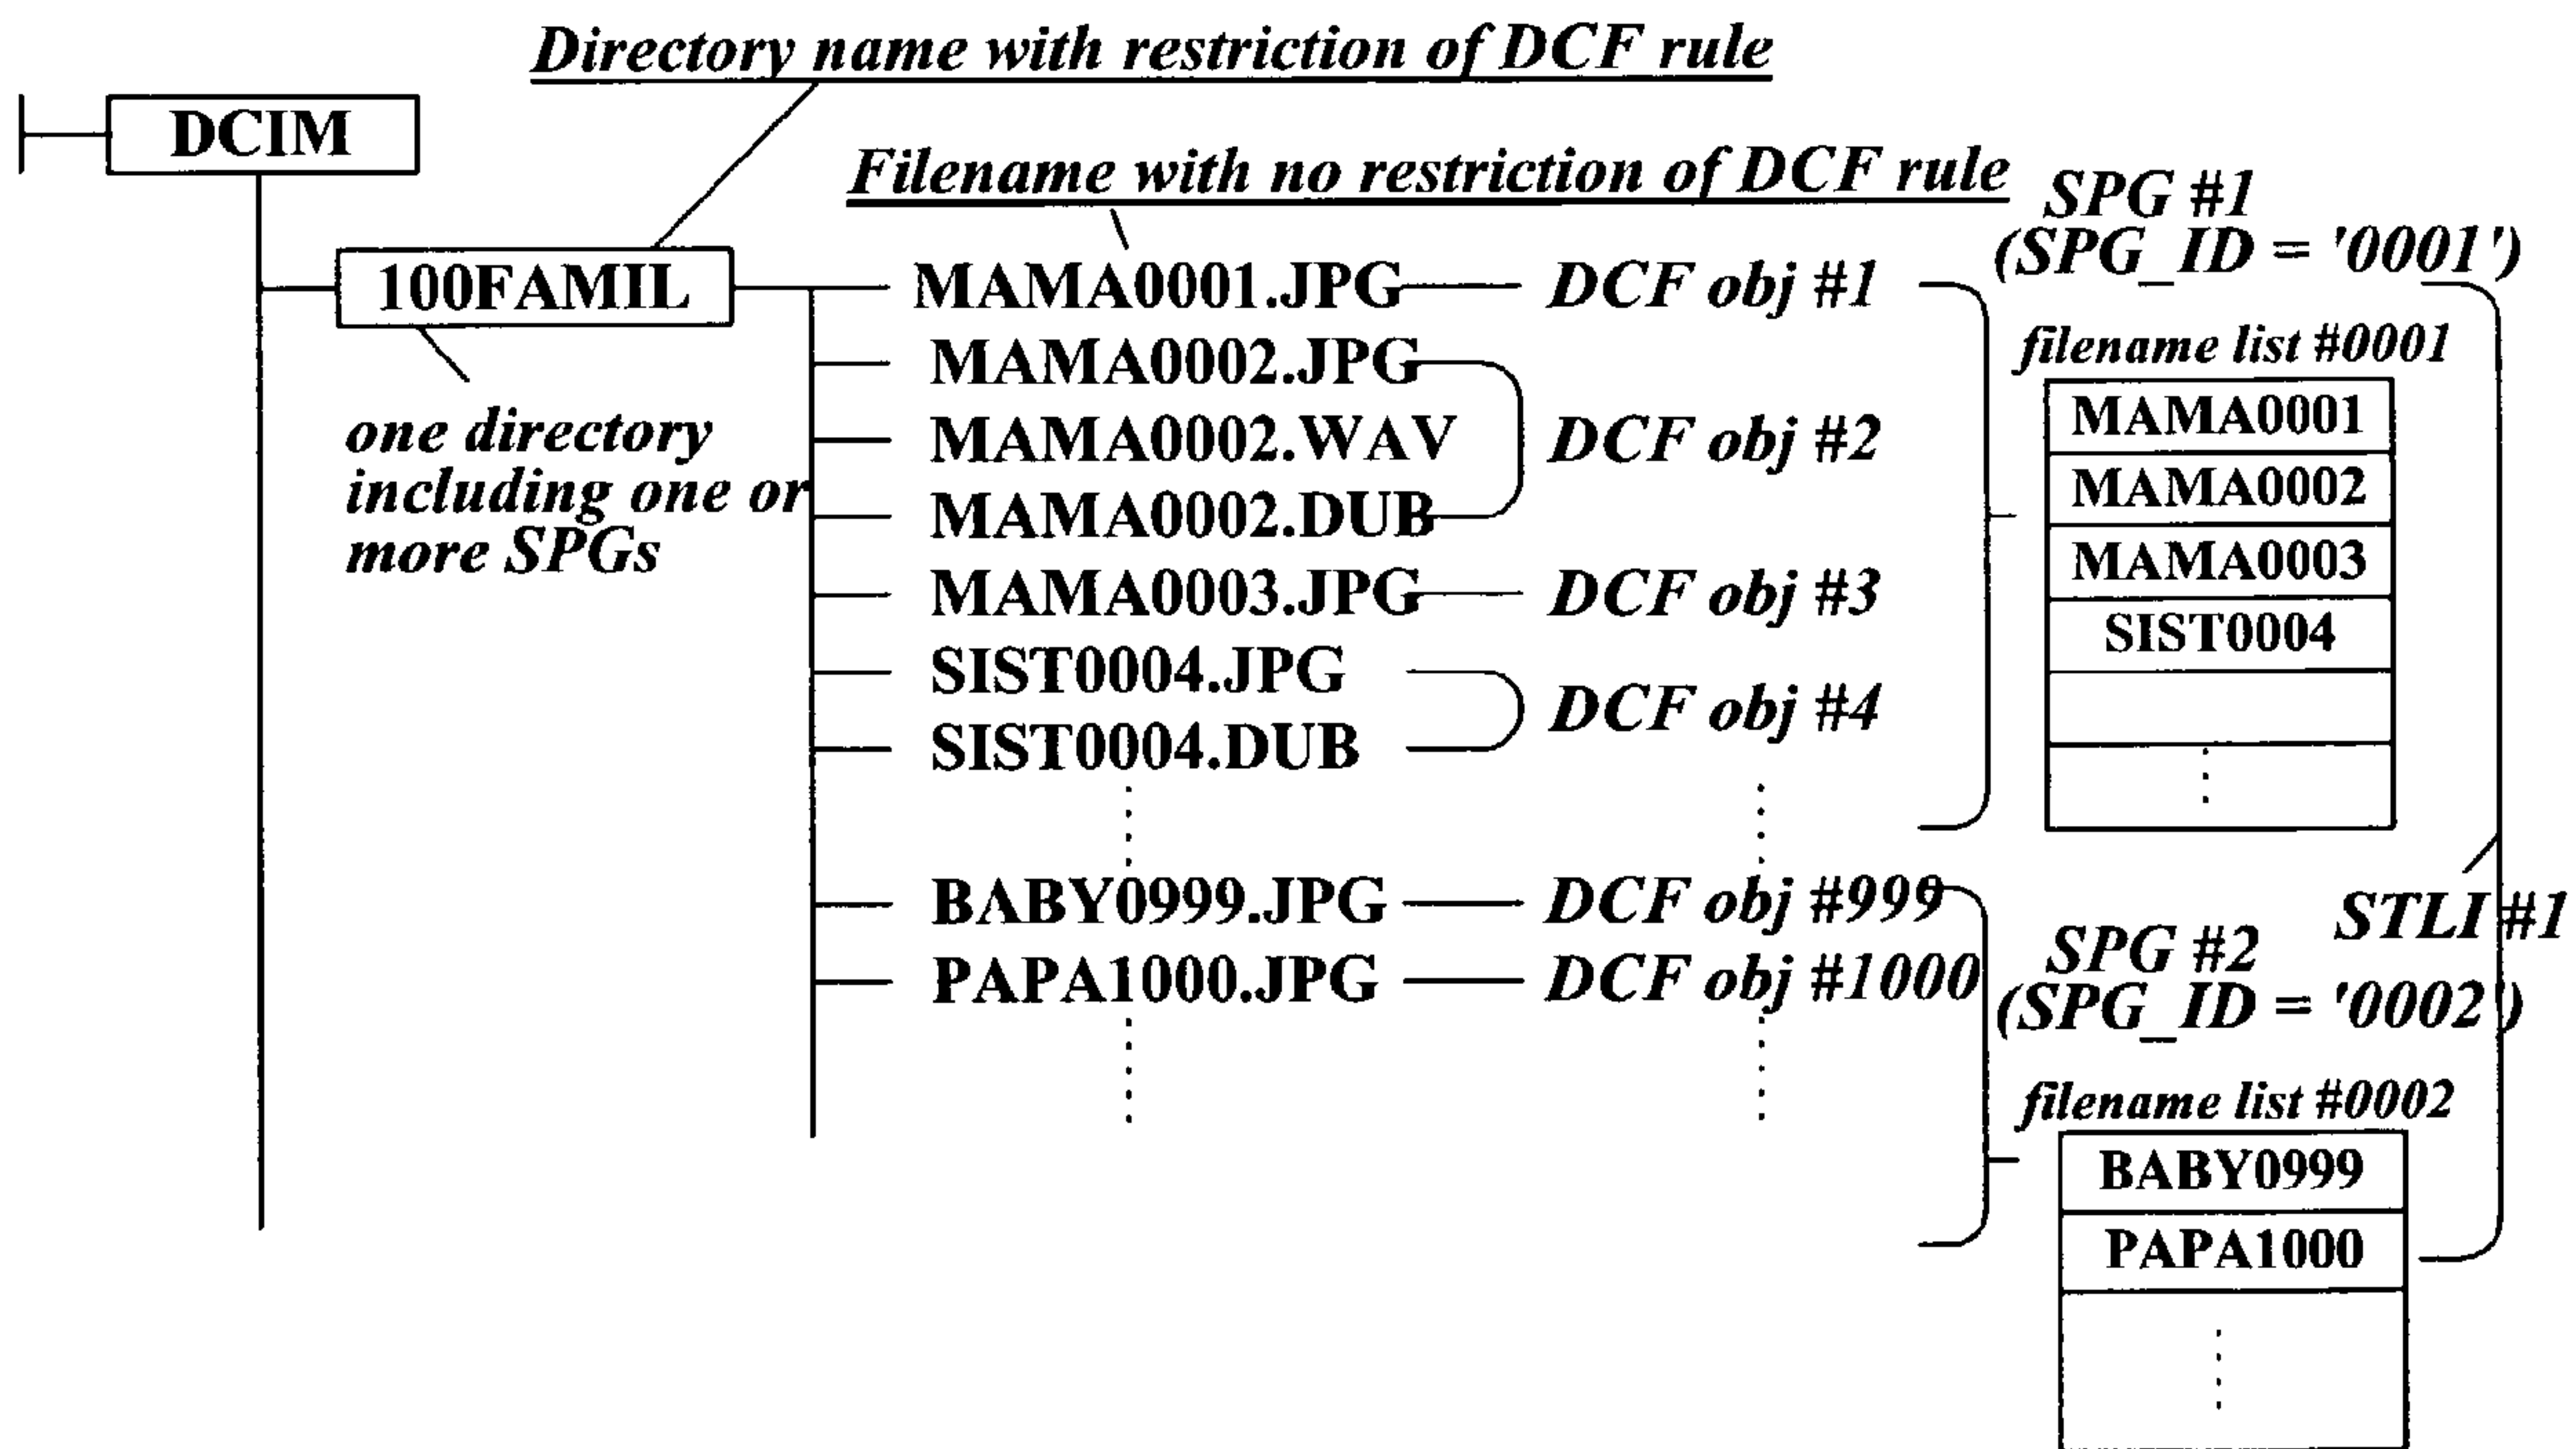 Directory name with restriction of DCF rule
DCIM
Filename with no restriction of DCF rule
SPG #1
(SPG_ID = '0001')
100FAMIL
MAMA0001.JPG
DCF obj #1
filename list #0001
MAMA0002.JPG
MAMA0001
one directory
including one or
more SPGs
MAMA0002.WAV
DCF obj #2
MAMA0002
MAMA0002.DUB
MAMA0003
MAMA0003.JPG
DCF obj #3
SIST0004
SIST0004.JPG
DCF obj #4
SIST0004.DUB
BABY0999.JPG
DCF obj #999
STLI #1
SPG #2
(SPG_ID = '0002')
PAPA1000.JPG
DCF obj #1000
filename list #0002
BABY0999
PAPA1000